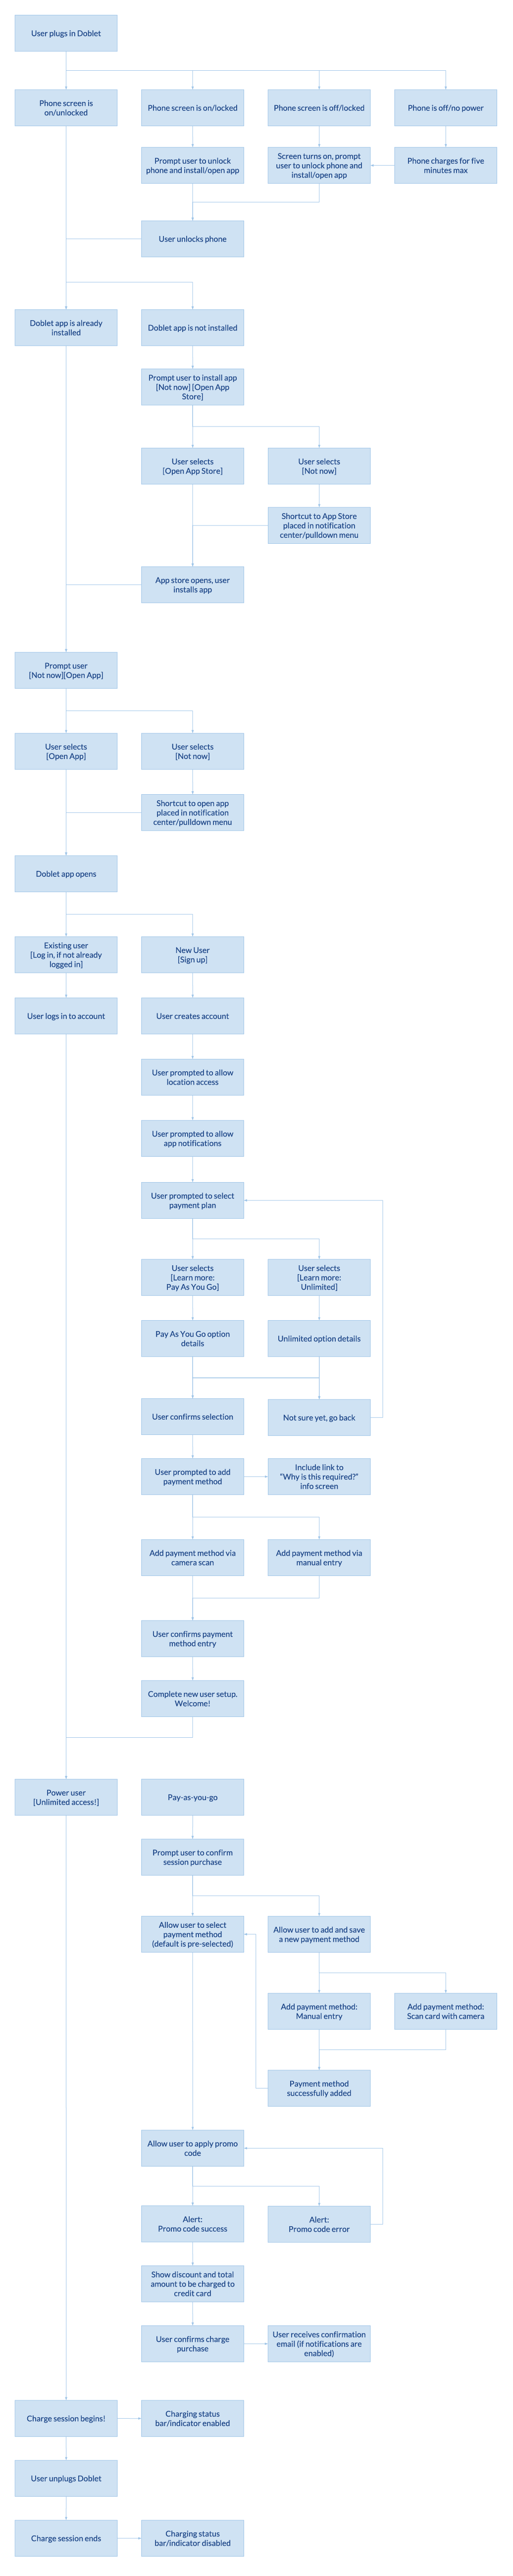 User plugs in Doblet
Phone screen is
on/unlocked
Phone screen is on/locked
Phone screen is off/locked
Phone is off/no power
Prompt user to unlock
phone and install/open app
Screen turns on, prompt
user to unlock phone and
install/open app
Phone charges for five
minutes max
User unlocks phone
Doblet app is already
installed
Doblet app is not installed
Prompt user to install app
[Not now] [Open App
Store]
User selects
[Open App Store]
User selects
[Not now]
Shortcut to App Store
placed in notification
center/pulldown menu
App store opens, user
installs app
Prompt user
[Not now][Open App]
User selects
[Open App]
User selects
[Not now]
Shortcut to open app
placed in notification
center/pulldown menu
Doblet app opens
Existing user
[Log in, if not already
logged in]
New User
[Sign up]
User logs in to account
User creates account
User prompted to allow
location access
User prompted to allow
app notifications
User prompted to select
payment plan
User selects
[Learn more:
Pay As You Go]
User selects
[Learn more:
Unlimited]
Pay As You Go option
details
Unlimited option details
User confirms selection
Not sure yet, go back
User prompted to add
payment method
Include link to
"Why is this required?"
info screen
Add payment method via
camera scan
Add payment method via
manual entry
User confirms payment
method entry
Complete new user setup.
Welcome!
Power user
[Unlimited access!]
Pay-as-you-go
Prompt user to confirm
session purchase
Allow user to select
payment method
(default is pre-selected)
Allow user to add and save
a new payment method
Add payment method:
Manual entry
Add payment method:
Scan card with camera
Payment method
successfully added
Allow user to apply promo
code
Alert:
Promo code success
Alert:
Promo code error
Show discount and total
amount to be charged to
credit card
User confirms charge
purchase
User receives confirmation
email (if notifications are
enabled)
Charge session begins!
Charging status
bar/indicator enabled
User unplugs Doblet
Charge session ends
Charging status
bar/indicator disabled